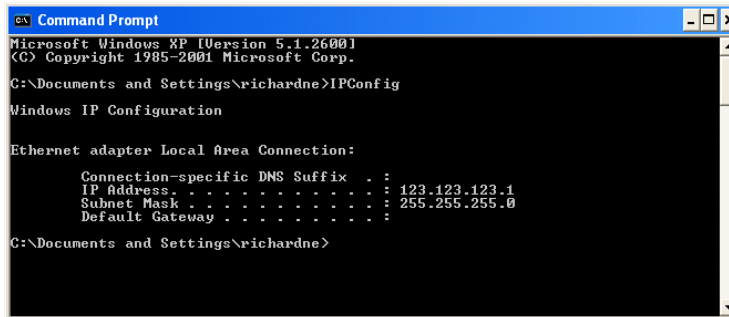 Command Prompt
Microsoft Windows XP [Version 5.1.2600]
(C) Copyright 1985-2001 Microsoft Corp.
C:\Documents and Settings\richardne>IPConfig
Windows IP Configuration
Ethernet adapter Local Area Connection:
Connection-specific DNS Suffix  . :
IP Address. . . . . . . . . . . . : 123.123.123.1
Subnet Mask . . . . . . . . . . . : 255.255.255.0
Default Gateway . . . . . . . . . :
C:\Documents and Settings\richardne>